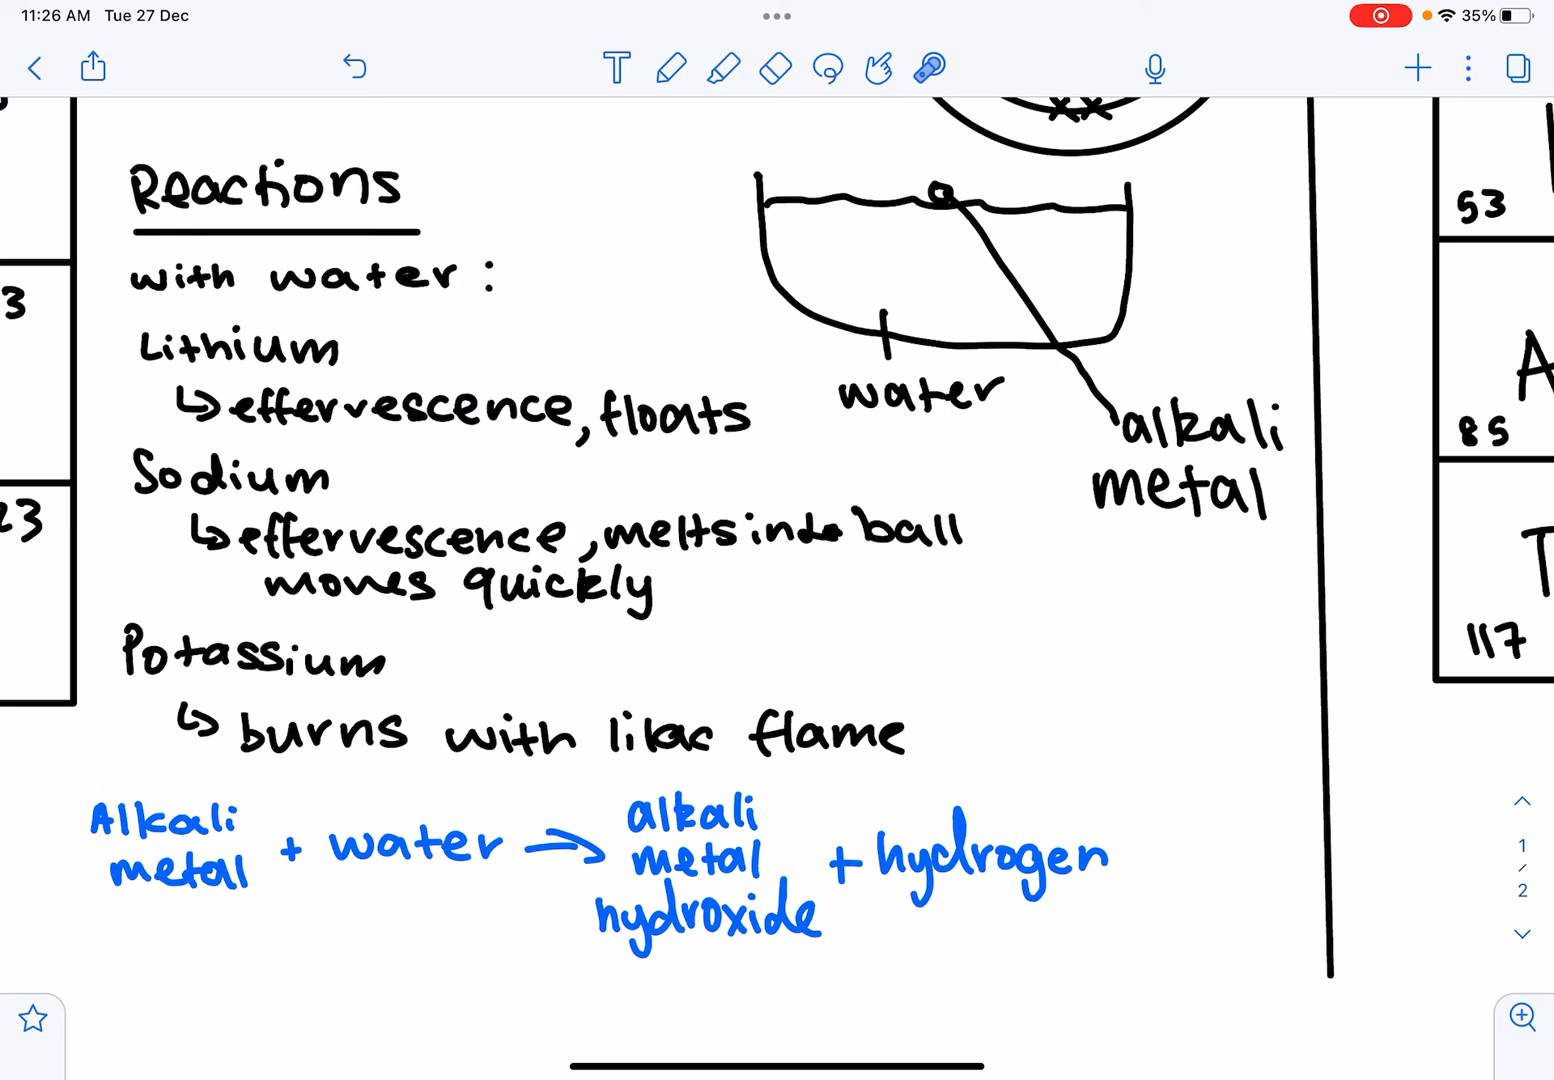 11:26 AM Tue 27 Dec
35%
Reactions
with water:
Lithium
↳ effervescence, floats
Sodium
↳ effervescence, melts into ball
moves quickly
Potassium
↳ burns with lilac flame
water
alkali
metal
Alkali
metal + water → alkali
metal
hydroxide + hydrogen
3
23
53
A
85
T
117
1
/
2